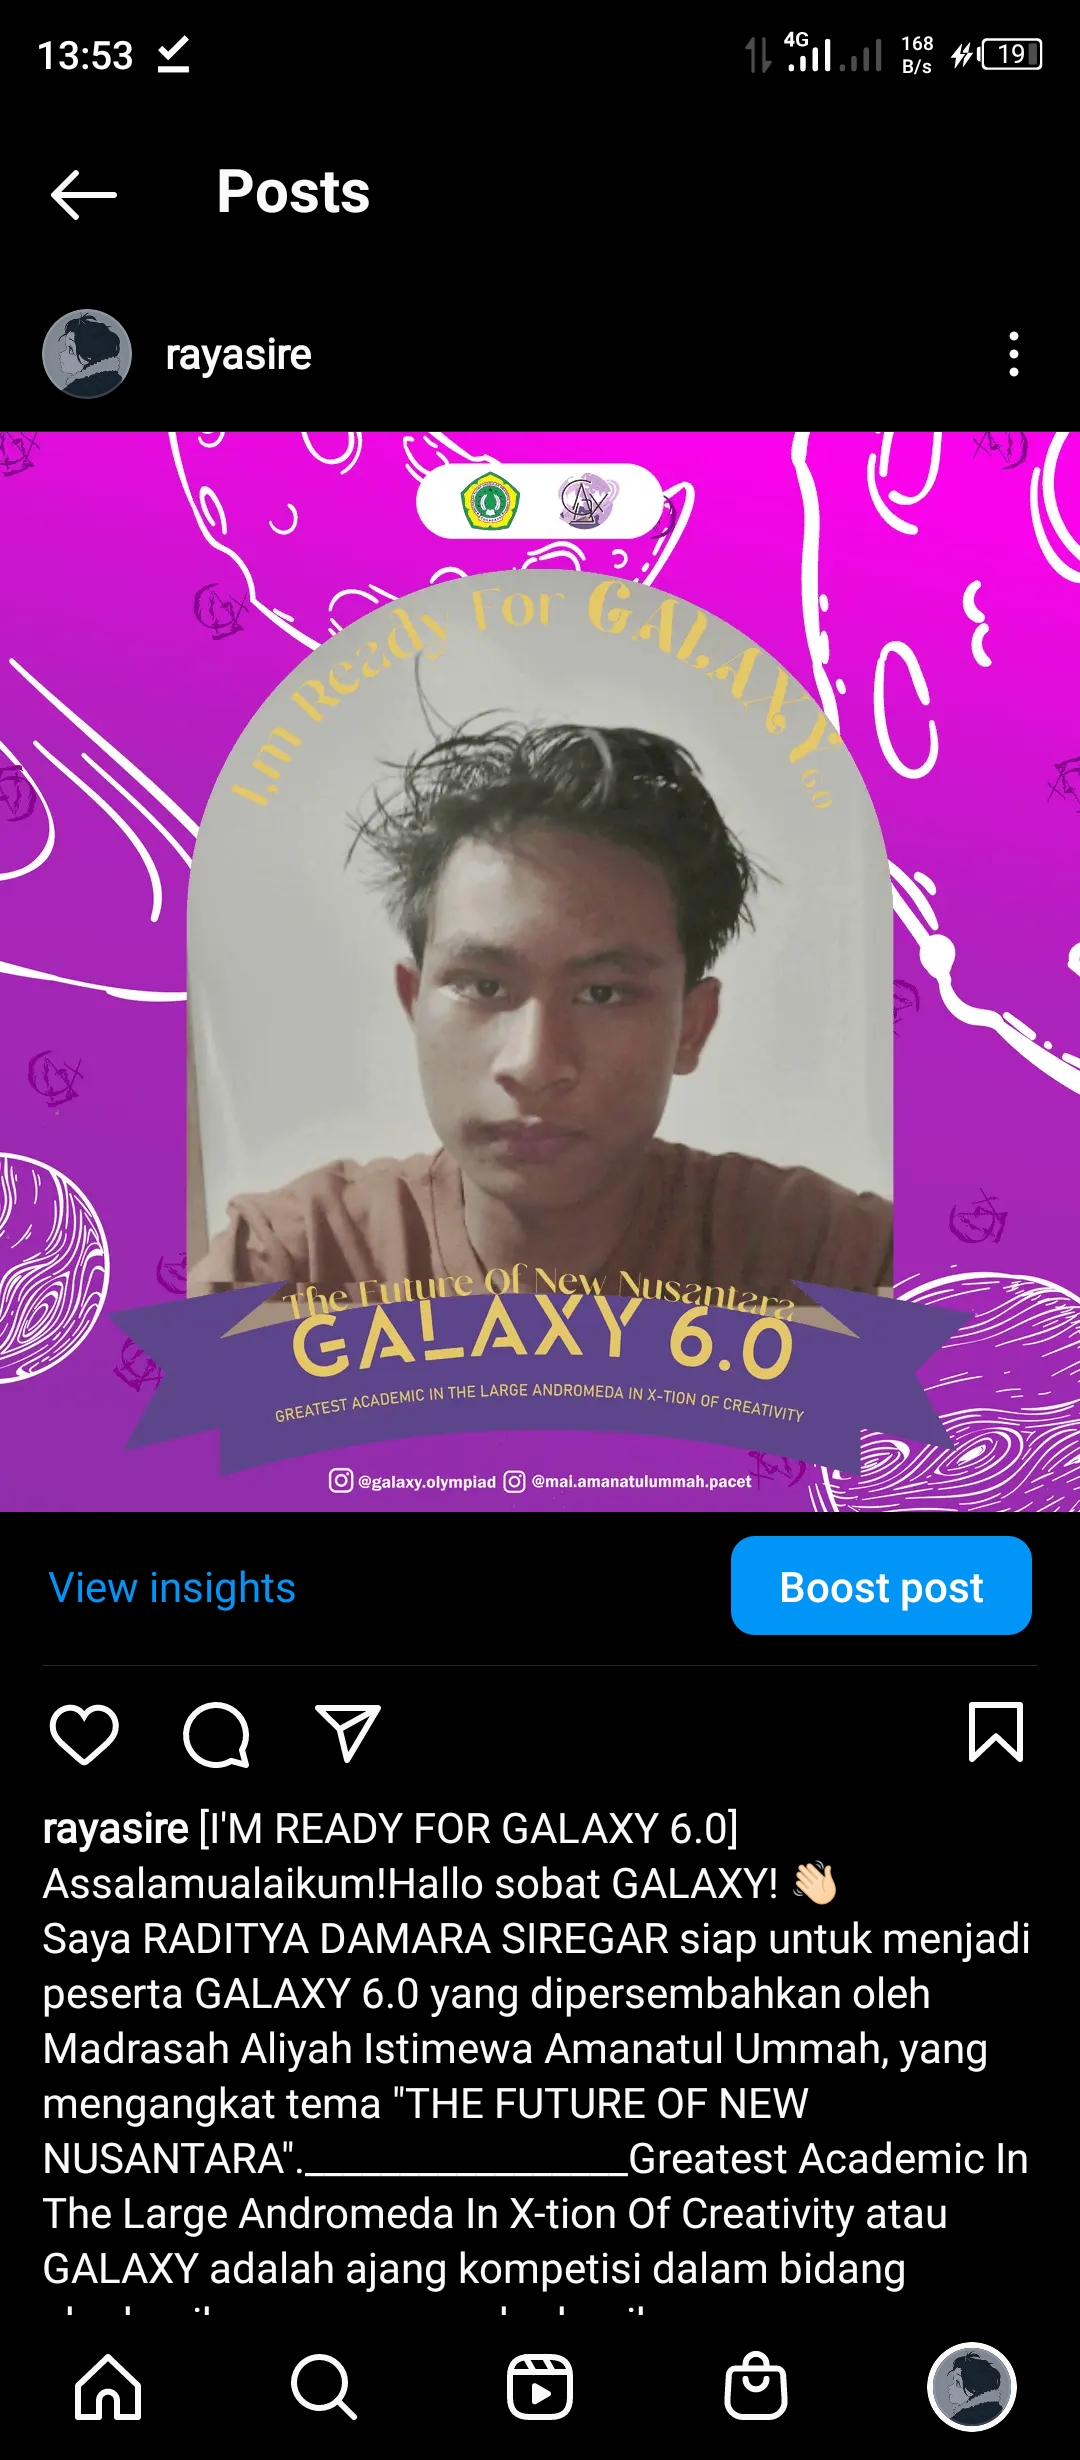 13:53
4G
168
B/s
19
Posts
rayasire
I,m Ready For GALAXY 6.0
The Future Of New Nusantara
GALAXY 6.0
GREATEST ACADEMIC IN THE LARGE ANDROMEDA IN X-TION OF CREATIVITY
@galaxy.olympiad @mai.amanatulummah.pacet
View insights
Boost post
rayasire [I'M READY FOR GALAXY 6.0]
Assalamualaikum!Hallo sobat GALAXY! 👋🏻
Saya RADITYA DAMARA SIREGAR siap untuk menjadi
peserta GALAXY 6.0 yang dipersembahkan oleh
Madrasah Aliyah Istimewa Amanatul Ummah, yang
mengangkat tema "THE FUTURE OF NEW
NUSANTARA".________________Greatest Academic In
The Large Andromeda In X-tion Of Creativity atau
GALAXY adalah ajang kompetisi dalam bidang